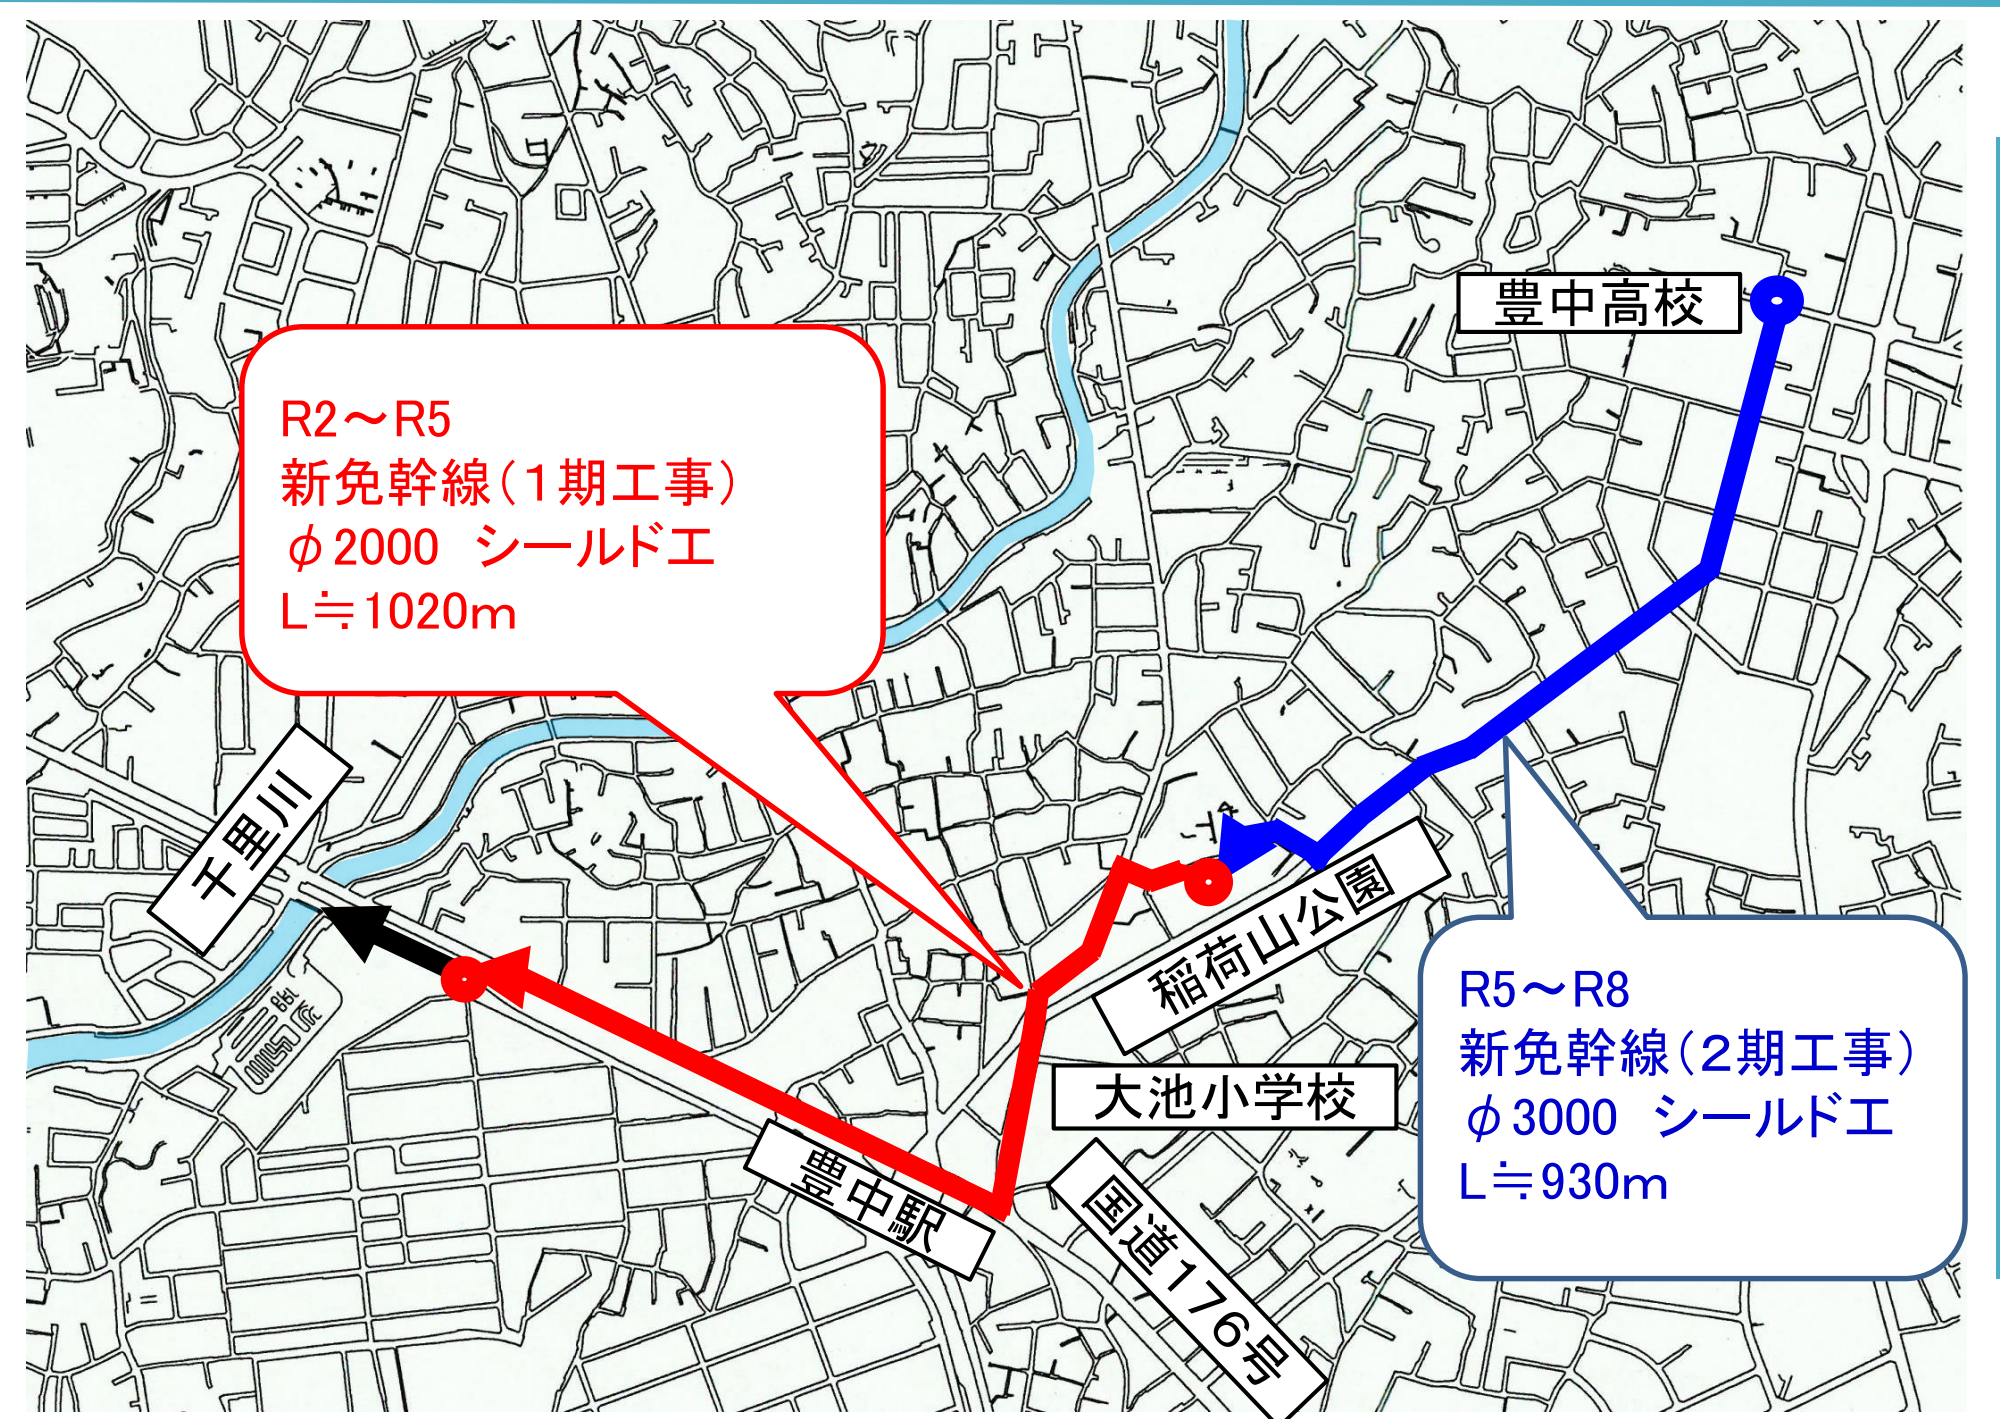 豊中高校
R2～R5
新免幹線（１期工事）
φ2000　シールド工
L≒1020m
千里川
稲荷山公園
大池小学校
豊中駅
国道176号
R5～R8
新免幹線（２期工事）
φ3000　シールド工
L≒930m